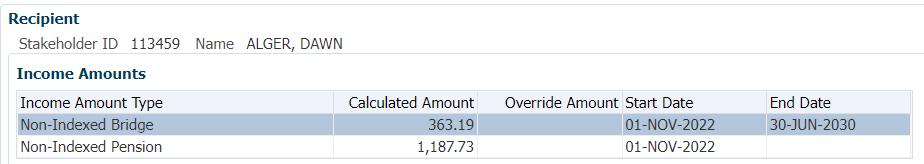 Recipient
Stakeholder ID 113459 Name ALGER, DAWN
Income Amounts
Income Amount Type Calculated Amount Override Amount Start Date End Date
Non-Indexed Bridge 363.19 01-NOV-2022 30-JUN-2030
Non-Indexed Pension 1,187.73 01-NOV-2022